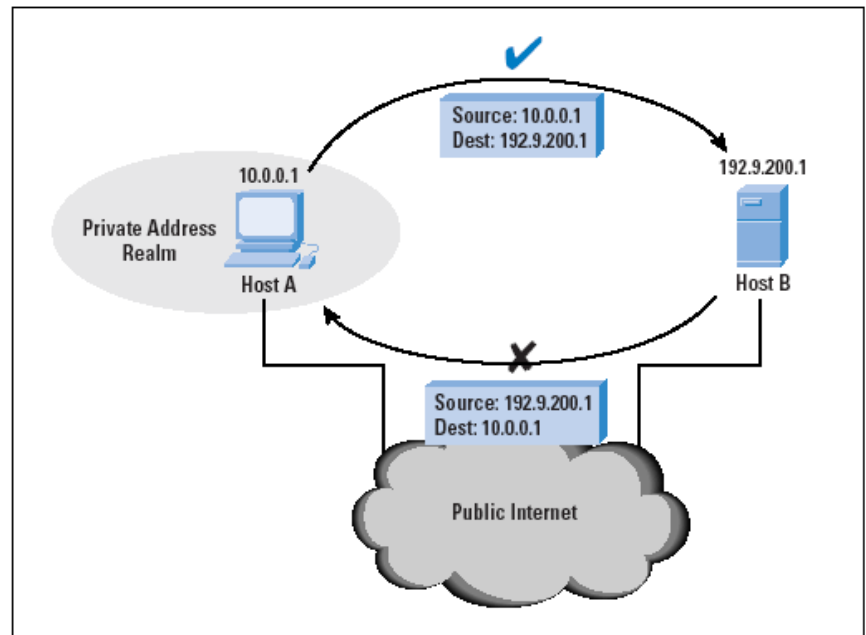 Source: 10.0.0.1
Dest: 192.9.200.1
10.0.0.1
192.9.200.1
Private Address
Realm
Host A
Host B
Source: 192.9.200.1
Dest: 10.0.0.1
Public Internet